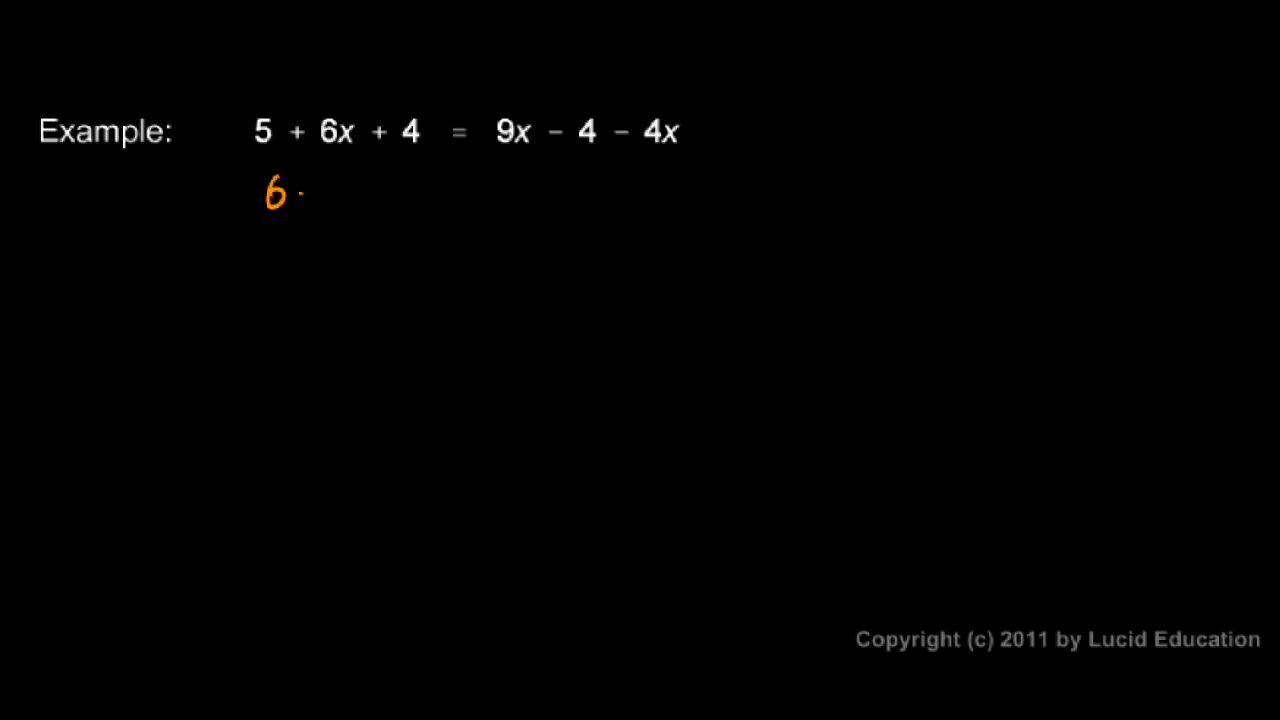 Example: 5 + 6x + 4 = 9x − 4 − 4x
6 ·
Copyright (c) 2011 by Lucid Education